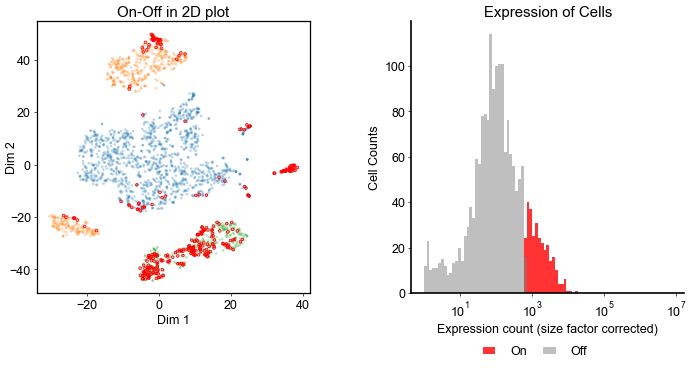 On-Off in 2D plot
Expression of Cells
40
20
0
−20
−40
Dim 2
−20
0
20
40
Dim 1
100
80
60
40
20
0
Cell Counts
10^1
10^3
10^5
10^7
Expression count (size factor corrected)
On
Off